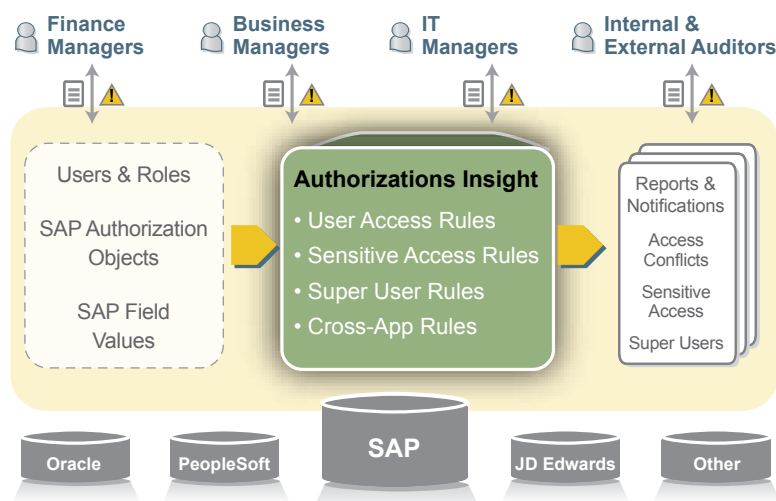 Finance
Managers
Business
Managers
IT
Managers
Internal &
External Auditors
Users & Roles
SAP Authorization
Objects
SAP Field
Values
Authorizations Insight
• User Access Rules
• Sensitive Access Rules
• Super User Rules
• Cross-App Rules
Reports &
Notifications
Access
Conflicts
Sensitive
Access
Super Users
Oracle
PeopleSoft
SAP
JD Edwards
Other